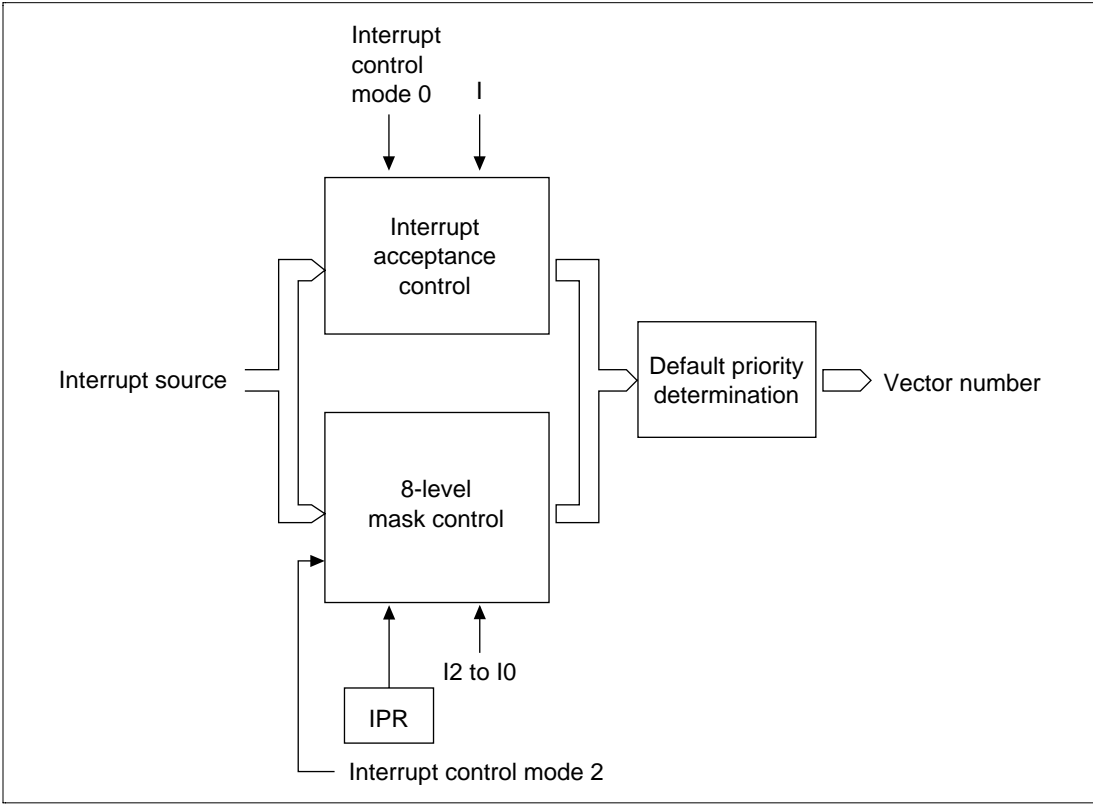 Interrupt
control
mode 0
I
Interrupt
acceptance
control
Interrupt source
Default priority
determination
Vector number
8-level
mask control
I2 to I0
IPR
Interrupt control mode 2